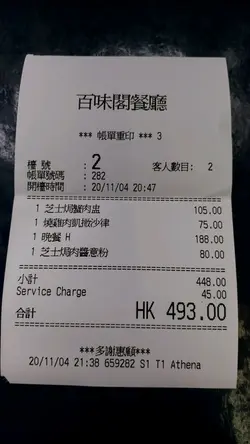 百味閣餐廳
*** 帳單重印 *** 3
檯號 : 2 客人數目: 2
帳單號碼 : 282
開檯時間 : 20/11/04 20:47
1 芝士焗蟹肉盅 105.00
1 燒雞肉凱撒沙律 75.00
1 晚餐 H 188.00
1 芝士焗肉醬意粉 80.00
小計 448.00
Service Charge 45.00
合計 HK 493.00
***多謝惠顧***
20/11/04 21:38 659282 S1 T1 Athena